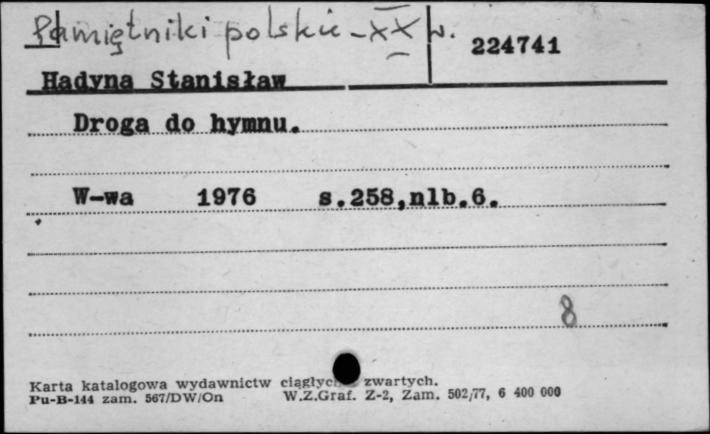 Pamiętniki polskie - XX w.
224741
Hadyna Stanisław
Droga do hymnu.
W-wa 1976 s.258,nlb.6.
8
Karta katalogowa wydawnictw ciągłych zwartych.
Pu-B-144 zam. 567/DW/On W.Z.Graf. Z-2, Zam. 502/77, 6 400 000